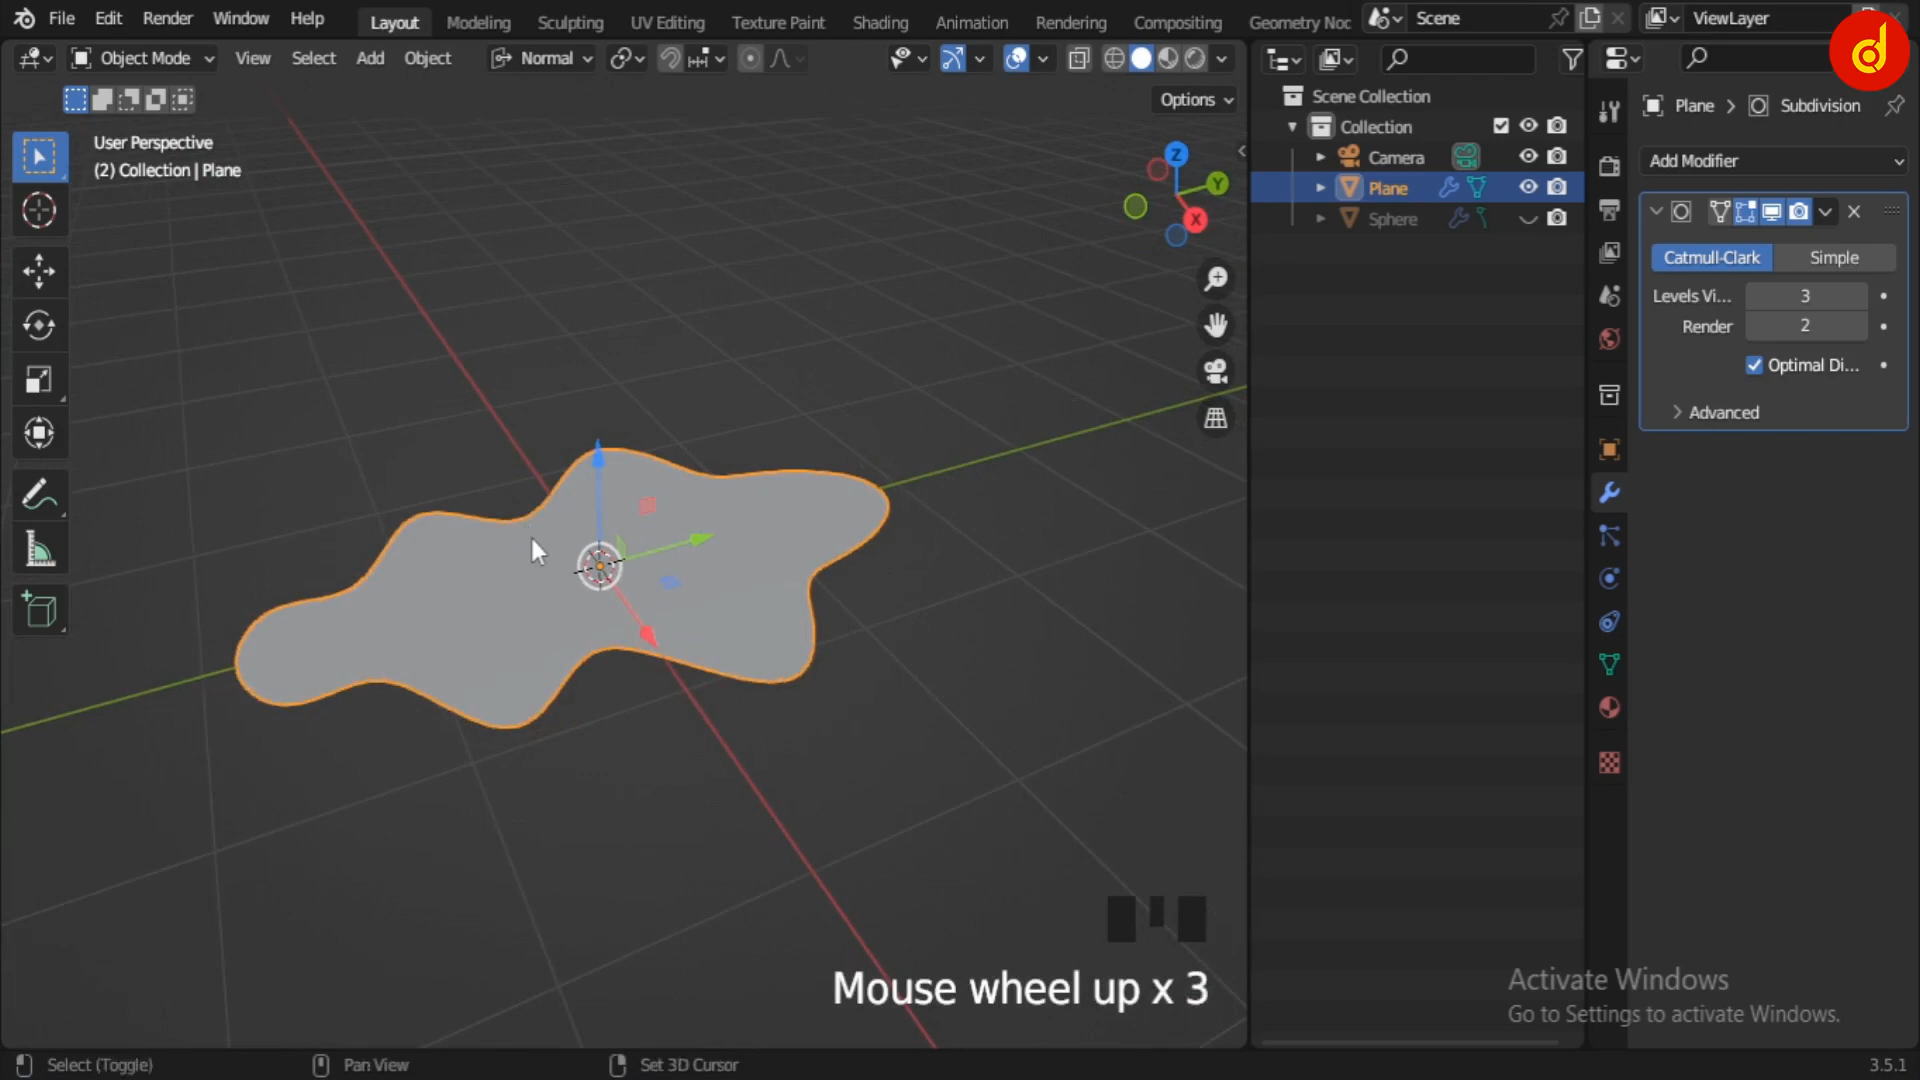 File Edit Render Window Help Layout Modeling Sculpting UV Editing Texture Paint Shading Animation Rendering Compositing Geometry Noc Scene ViewLayer
Object Mode View Select Add Object Normal
Options
User Perspective
(2) Collection | Plane
Z
Y
X
Scene Collection
Collection
Camera
Plane
Sphere
Plane > Subdivision
Add Modifier
Catmull-Clark Simple
Levels Vi... 3
Render 2
Optimal Di...
Advanced
Mouse wheel up x 3
Activate Windows
Go to Settings to activate Windows.
Select (Toggle) Pan View Set 3D Cursor 3.5.1